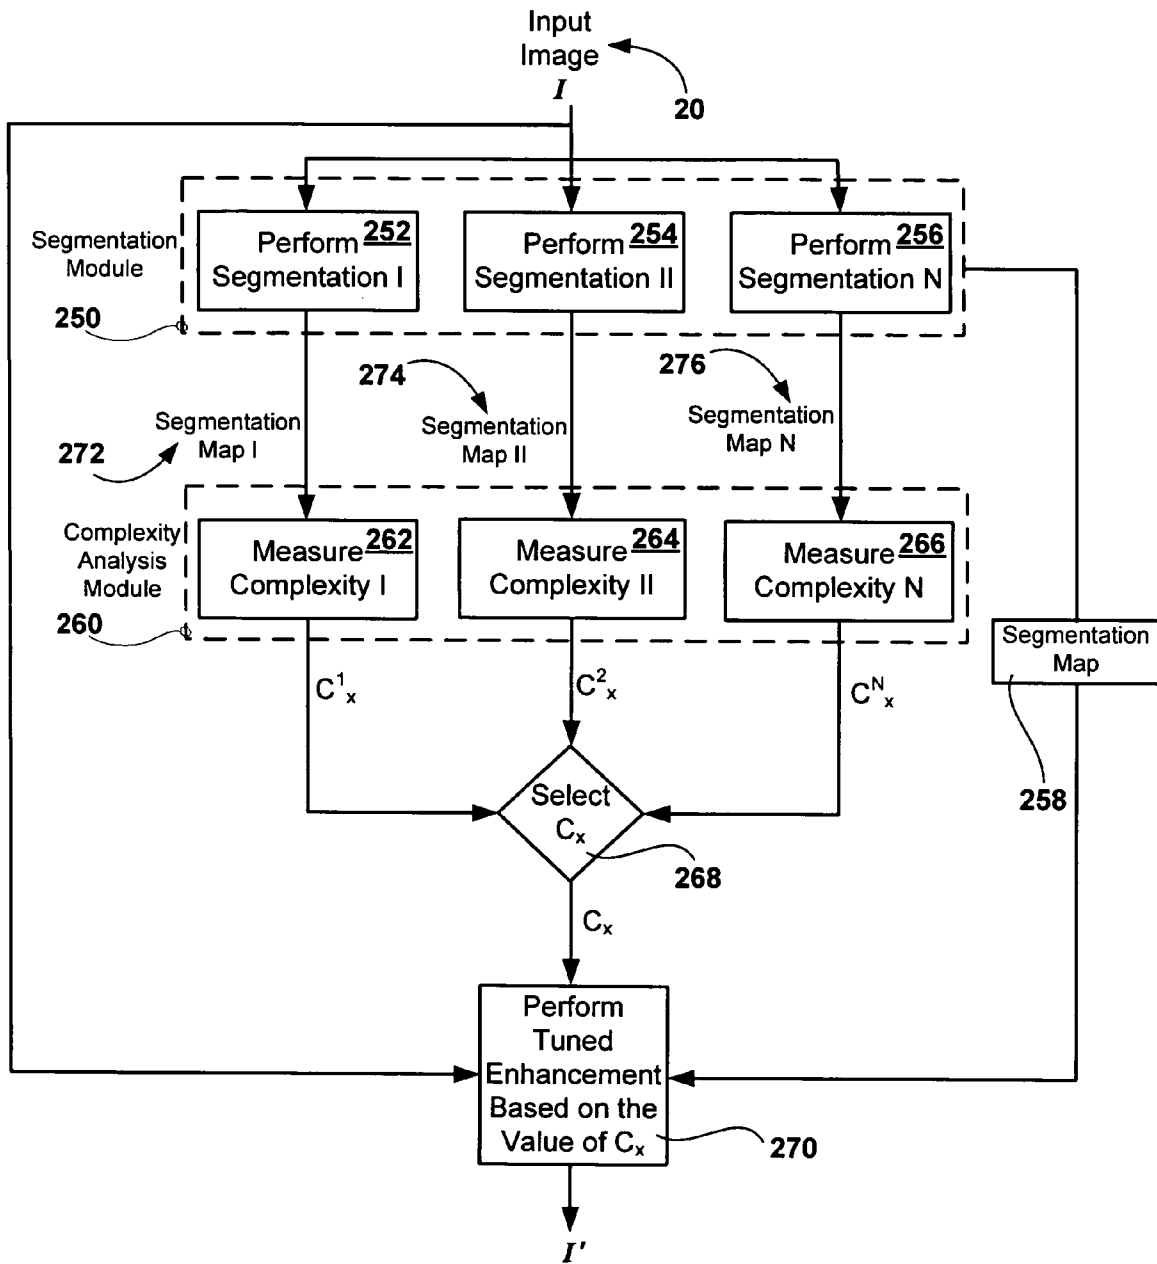 Input
Image
I
20
Segmentation
Module
250
Perform 252
Segmentation I
Perform 254
Segmentation II
Perform 256
Segmentation N
274
276
Segmentation
Map I
272
Segmentation
Map II
Segmentation
Map N
Complexity
Analysis
Module
260
Measure 262
Complexity I
Measure 264
Complexity II
Measure 266
Complexity N
Segmentation
Map
258
C¹ₓ
C²ₓ
Cᴺₓ
Select
Cₓ
268
Cₓ
Perform
Tuned
Enhancement
Based on the
Value of Cₓ
270
I'